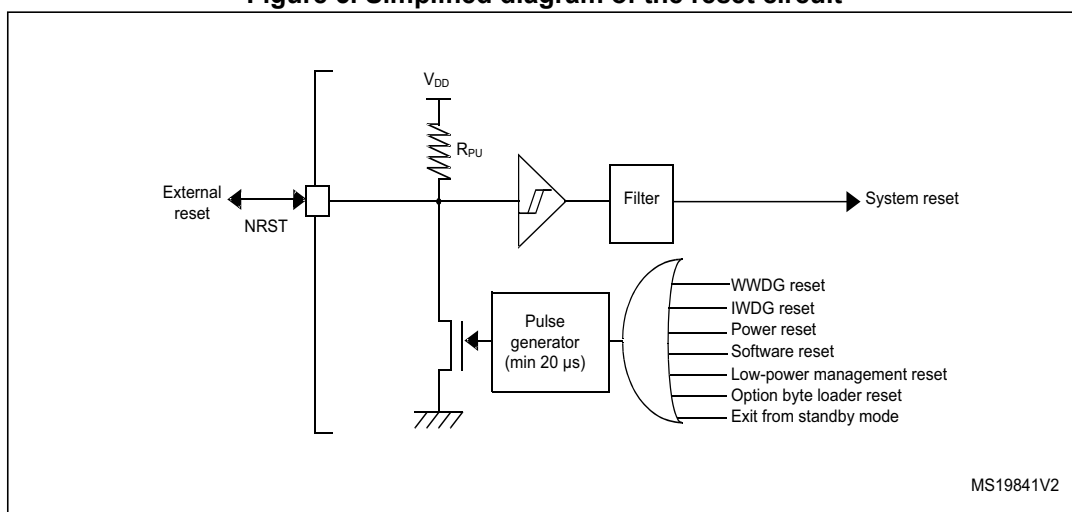 Figure Simplified diagram of the reset circuit
VDD
RPU
External
reset
NRST
Filter
System reset
WWDG reset
IWDG reset
Power reset
Software reset
Low-power management reset
Option byte loader reset
Exit from standby mode
Pulse
generator
(min 20 µs)
MS19841V2